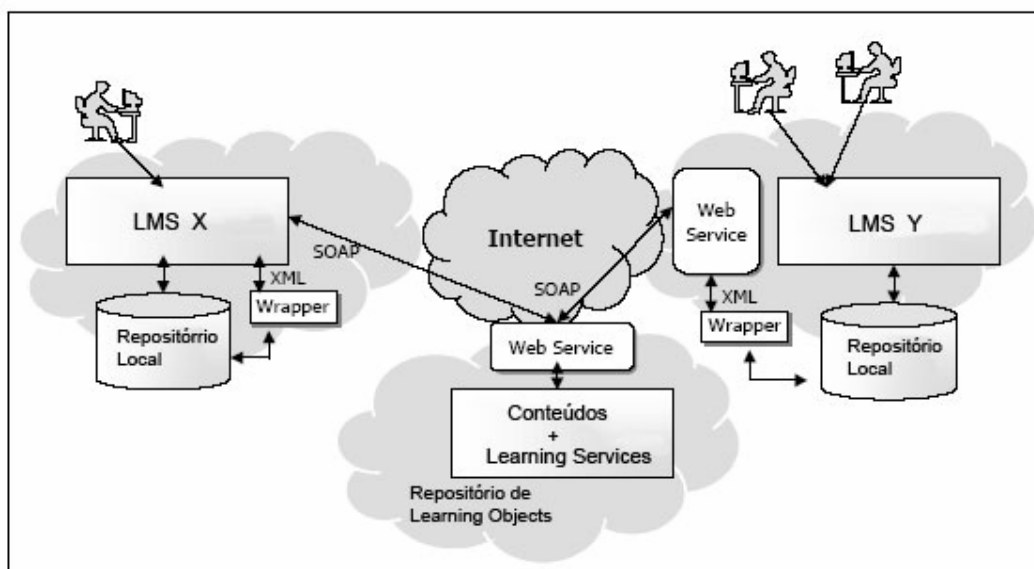 LMS X
SOAP
XML
Wrapper
Repositórrio
Local
Internet
SOAP
Web Service
Conteúdos
+
Learning Services
Repositório de
Learning Objects
Web
Service
XML
Wrapper
LMS Y
Repositório
Local